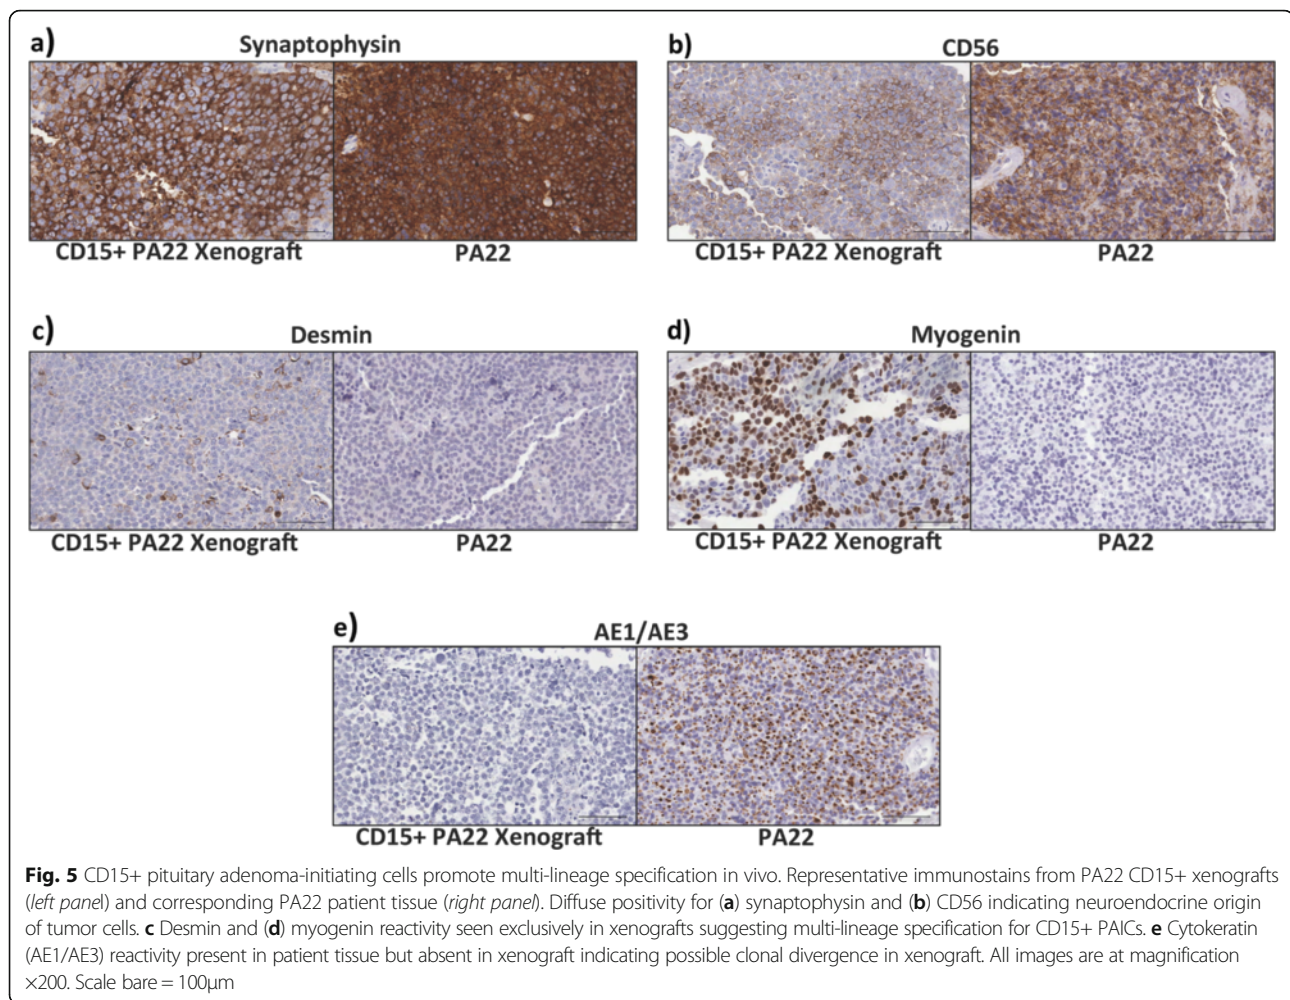 a)
Synaptophysin
CD15+ PA22 Xenograft
PA22
b)
CD56
CD15+ PA22 Xenograft
PA22
c)
Desmin
CD15+ PA22 Xenograft
PA22
d)
Myogenin
CD15+ PA22 Xenograft
PA22
e)
AE1/AE3
CD15+ PA22 Xenograft
PA22
Fig. 5 CD15+ pituitary adenoma-initiating cells promote multi-lineage specification in vivo. Representative immunostains from PA22 CD15+ xenografts
(left panel) and corresponding PA22 patient tissue (right panel). Diffuse positivity for (a) synaptophysin and (b) CD56 indicating neuroendocrine origin
of tumor cells. c Desmin and (d) myogenin reactivity seen exclusively in xenografts suggesting multi-lineage specification for CD15+ PAICs. e Cytokeratin
(AE1/AE3) reactivity present in patient tissue but absent in xenograft indicating possible clonal divergence in xenograft. All images are at magnification
×200. Scale bare = 100μm